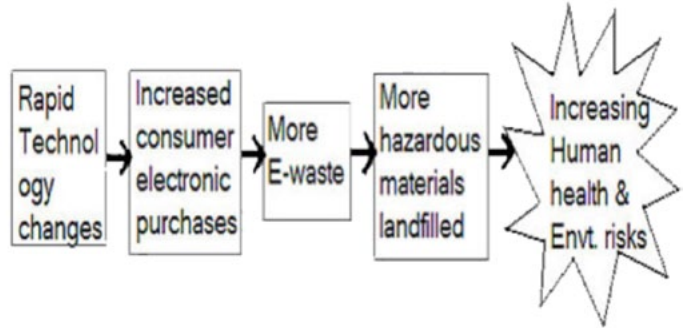 Rapid
Technol
ogy
changes
Increased
consumer
electronic
purchases
More
E-waste
More
hazardous
materials
landfilled
Increasing
Human
health &
Envt. risks